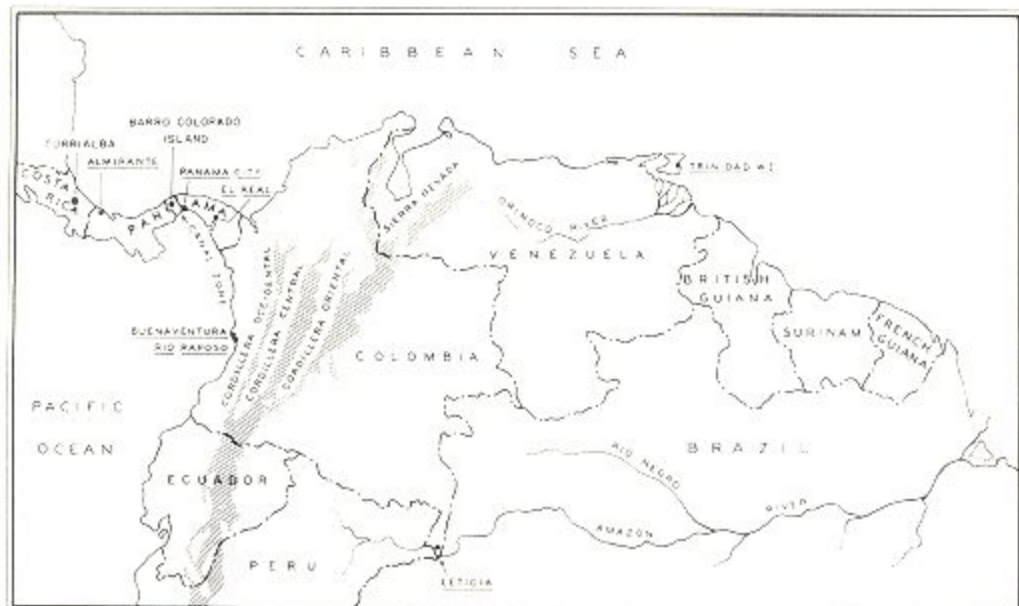 CARIBBEAN SEA
BARRO COLORADO
ISLAND
TURRIALBA
ALMIRANTE
PANAMA CITY
EL REAL
COSTA
RICA
PANAMA
CANAL ZONE
TRINIDAD W.I.
SIERRA NEVADA
ORINOCO RIVER
VENEZUELA
BRITISH
GUIANA
SURINAM
FRENCH
GUIANA
BUENAVENTURA
RIO RAPOSO
CORDILLERA OCCIDENTAL
CORDILLERA CENTRAL
CORDILLERA ORIENTAL
COLOMBIA
PACIFIC
OCEAN
BRAZIL
RIO NEGRO
ECUADOR
AMAZON RIVER
PERU
LETICIA